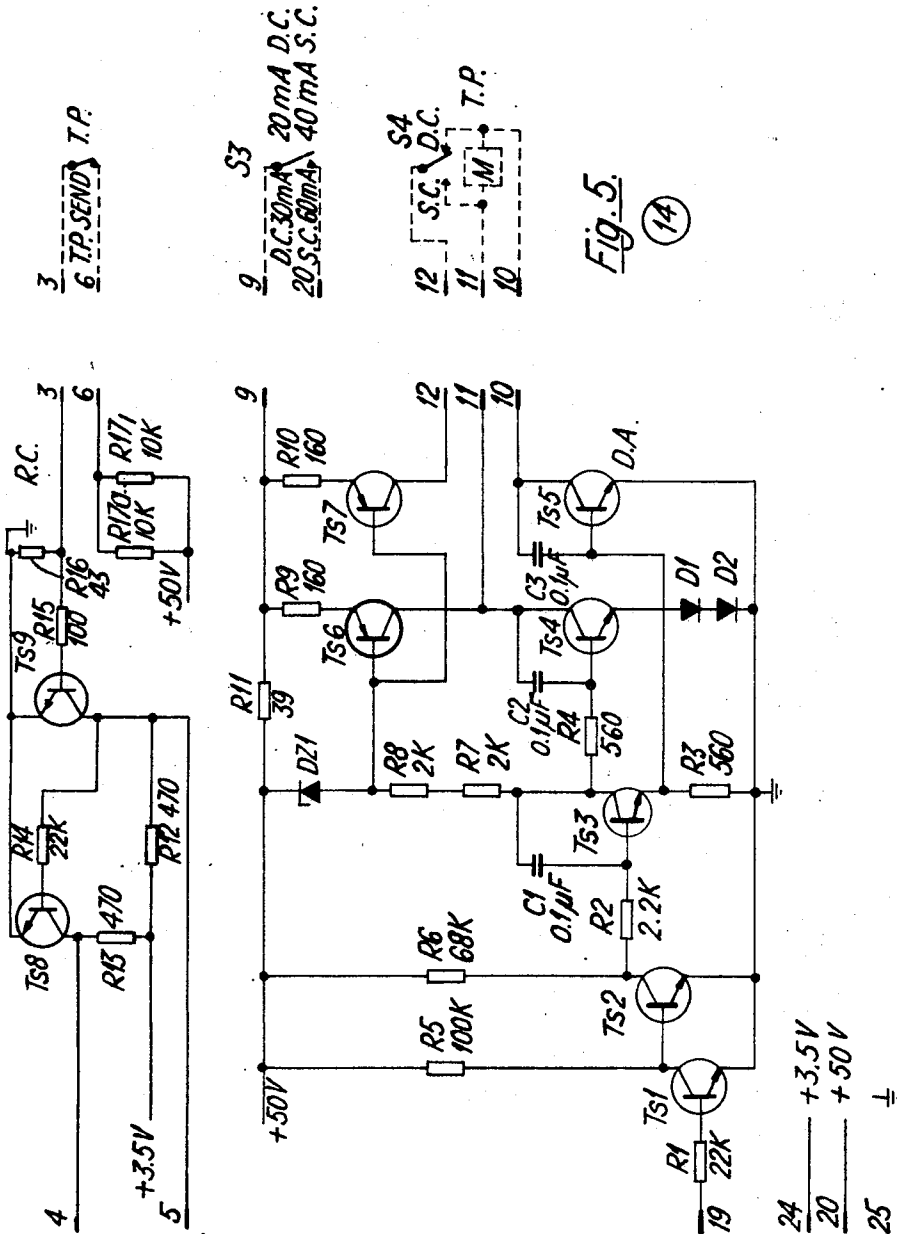 4
+3.5V
5
Ts8
R13 470
R14
22K
R12 470
Ts9
R15
100
R16
43
R.C.
3
6
R170
10K
R171
10K
+50V
3
6
T.P. SEND
T.P.
+50V
R5
100K
R6
68K
DZ1
R11
39
R9
160
R10
160
9
R8
2K
R7
2K
Ts6
Ts7
12
11
10
C1
0.1µF
C2
0.1µF
C3
0.1µF
R4
560
Ts4
Ts5
D.A.
R2
2.2K
Ts3
R3
560
D1
D2
Ts2
Ts1
R1
22K
19
9
20
S3
D.C. 30mA
S.C. 60mA
20mA D.C.
40mA S.C.
12
11
10
S4
S.C.
D.C.
M
T.P.
24 +3.5V
20 +50V
25
Fig. 5.
14